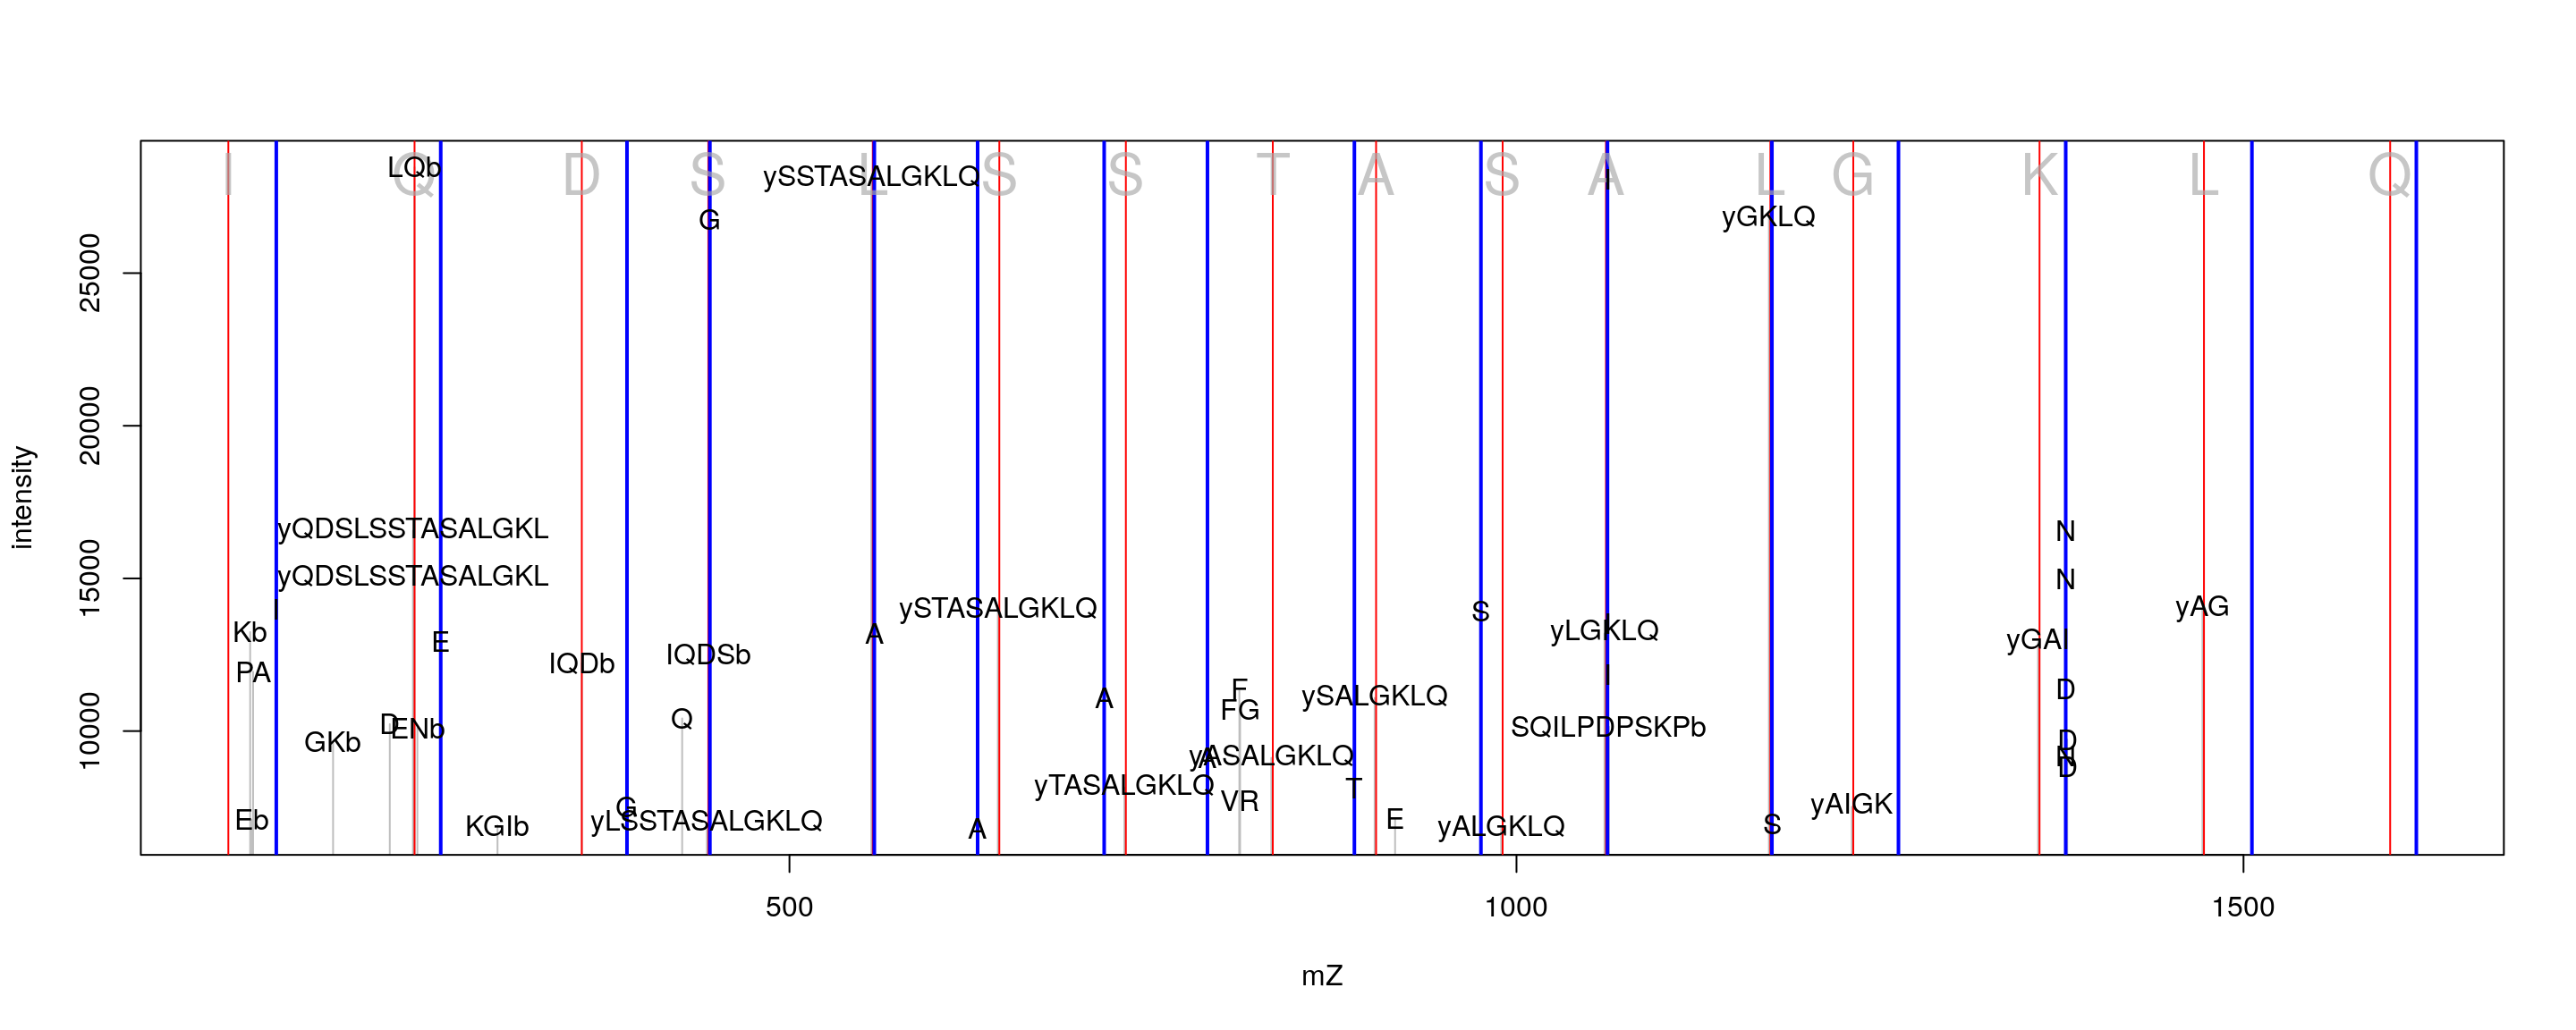 I Q D S L S S T A S A L G K L Q
LQb
ySSTASALGKLQ
I
G
yGKLQ
25000
20000
15000
10000
intensity
yQDSLSSTASALGKL
N
yQDSLSSTASALGKL
N
I
ySTASALGKLQ
S
yAG
Kb
A
yLGKLQ
E
yGAI
PA
IQDb
IQDSb
I
F
D
A
ySALGKLQ
FG
Q
D
ENb
SQILPDPSKPb
GKb
D
yASALGKLQ
A
N
D
yTASALGKLQ
T
VR
G
yAIGK
Eb
KGIb
yLSSTASALGKLQ
A
E
yALGKLQ
S
500
1000
1500
mZ